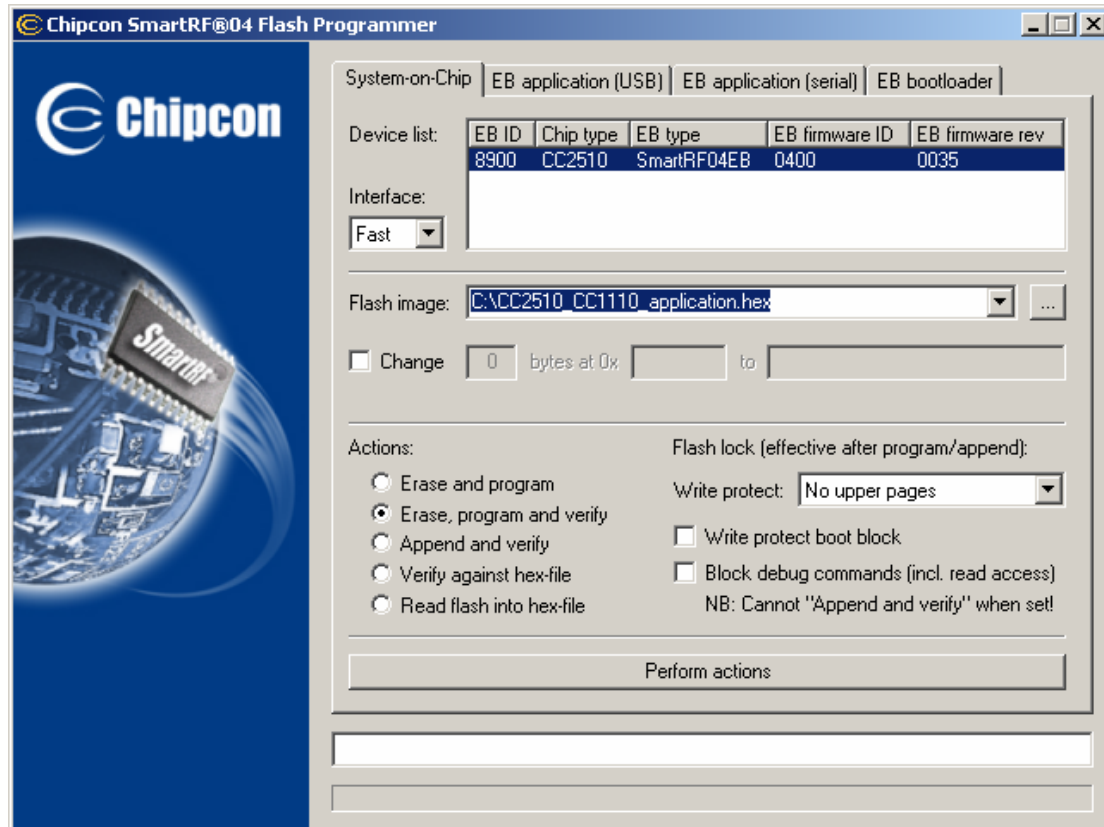 Chipcon SmartRF®04 Flash Programmer
Chipcon
SmartRF
System-on-Chip EB application (USB) EB application (serial) EB bootloader
Device list:
EB ID Chip type EB type EB firmware ID EB firmware rev
8900 CC2510 SmartRF04EB 0400 0035
Interface:
Fast
Flash image: C:\CC2510_CC1110_application.hex ...
Change 0 bytes at 0x to
Actions:
Erase and program
Erase, program and verify
Append and verify
Verify against hex-file
Read flash into hex-file
Flash lock (effective after program/append):
Write protect: No upper pages
Write protect boot block
Block debug commands (incl. read access)
NB: Cannot "Append and verify" when set!
Perform actions